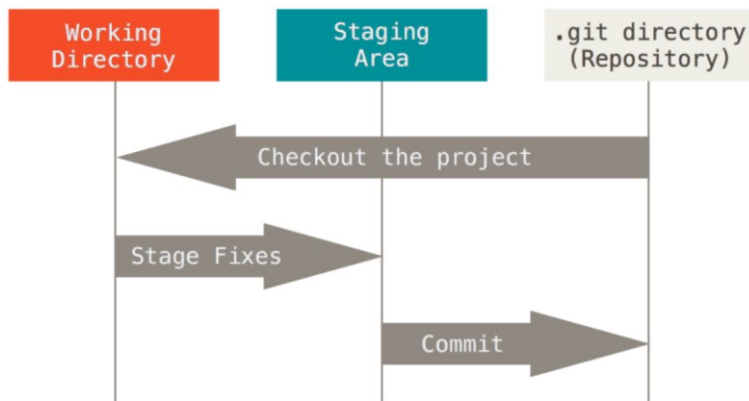 Working
Directory
Staging
Area
.git directory
(Repository)
Checkout the project
Stage Fixes
Commit